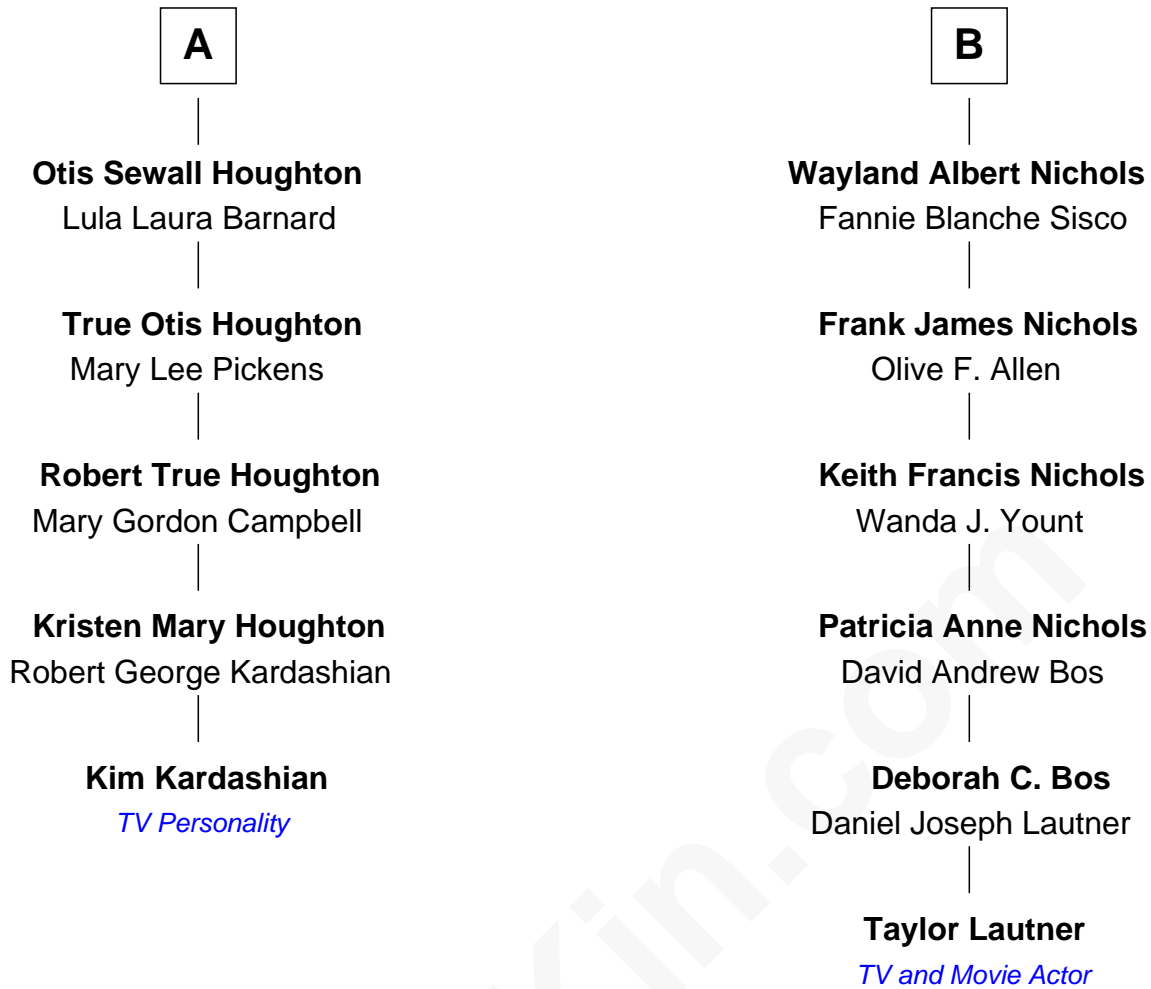 A
Otis Sewall Houghton
Lula Laura Barnard
True Otis Houghton
Mary Lee Pickens
Robert True Houghton
Mary Gordon Campbell
Kristen Mary Houghton
Robert George Kardashian
Kim Kardashian
TV Personality
B
Wayland Albert Nichols
Fannie Blanche Sisco
Frank James Nichols
Olive F. Allen
Keith Francis Nichols
Wanda J. Yount
Patricia Anne Nichols
David Andrew Bos
Deborah C. Bos
Daniel Joseph Lautner
Taylor Lautner
TV and Movie Actor
Kin.com